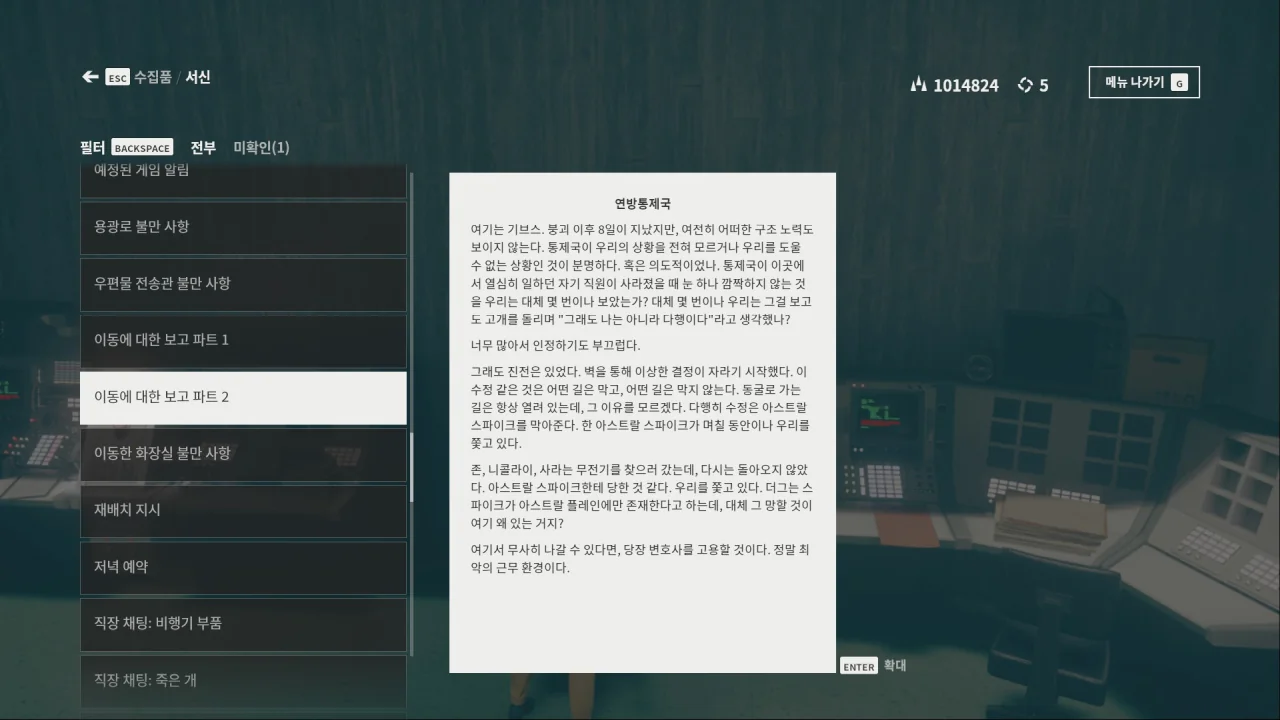 ESC 수집품 / 서신
1014824 5 메뉴 나가기 G
필터 BACKSPACE 전부 미확인(1)
예정된 게임 알림
용광로 불만 사항
우편물 전송관 불만 사항
이동에 대한 보고 파트 1
이동에 대한 보고 파트 2
이동한 화장실 불만 사항
재배치 지시
저녁 예약
직장 채팅: 비행기 부품
직장 채팅: 죽은 개
연방통제국
여기는 기브스. 붕괴 이후 8일이 지났지만, 여전히 어떠한 구조 노력도
보이지 않는다. 통제국이 우리의 상황을 전혀 모르거나 우리를 도울
수 없는 상황인 것이 분명하다. 혹은 의도적이었나. 통제국이 이곳에
서 열심히 일하던 자기 직원이 사라졌을 때 눈 하나 깜짝하지 않는 것
을 우리는 대체 몇 번이나 보았는가? 대체 몇 번이나 우리는 그걸 보고
도 고개를 돌리며 "그래도 나는 아니라 다행이다"라고 생각했나?
너무 많아서 인정하기도 부끄럽다.
그래도 진전은 있었다. 벽을 통해 이상한 결정이 자라기 시작했다. 이
수정 같은 것은 어떤 길은 막고, 어떤 길은 막지 않는다. 동굴로 가는
길은 항상 열려 있는데, 그 이유를 모르겠다. 다행히 수정은 아스트랄
스파이크를 막아준다. 한 아스트랄 스파이크가 며칠 동안이나 우리를
쫓고 있다.
존, 니콜라이, 사라는 무전기를 찾으러 갔는데, 다시는 돌아오지 않았
다. 아스트랄 스파이크한테 당한 것 같다. 우리를 쫓고 있다. 더그는 스
파이크가 아스트랄 플레인에만 존재한다고 하는데, 대체 그 망할 것이
여기 왜 있는 거지?
여기서 무사히 나갈 수 있다면, 당장 변호사를 고용할 것이다. 정말 최
악의 근무 환경이다.
ENTER 확대